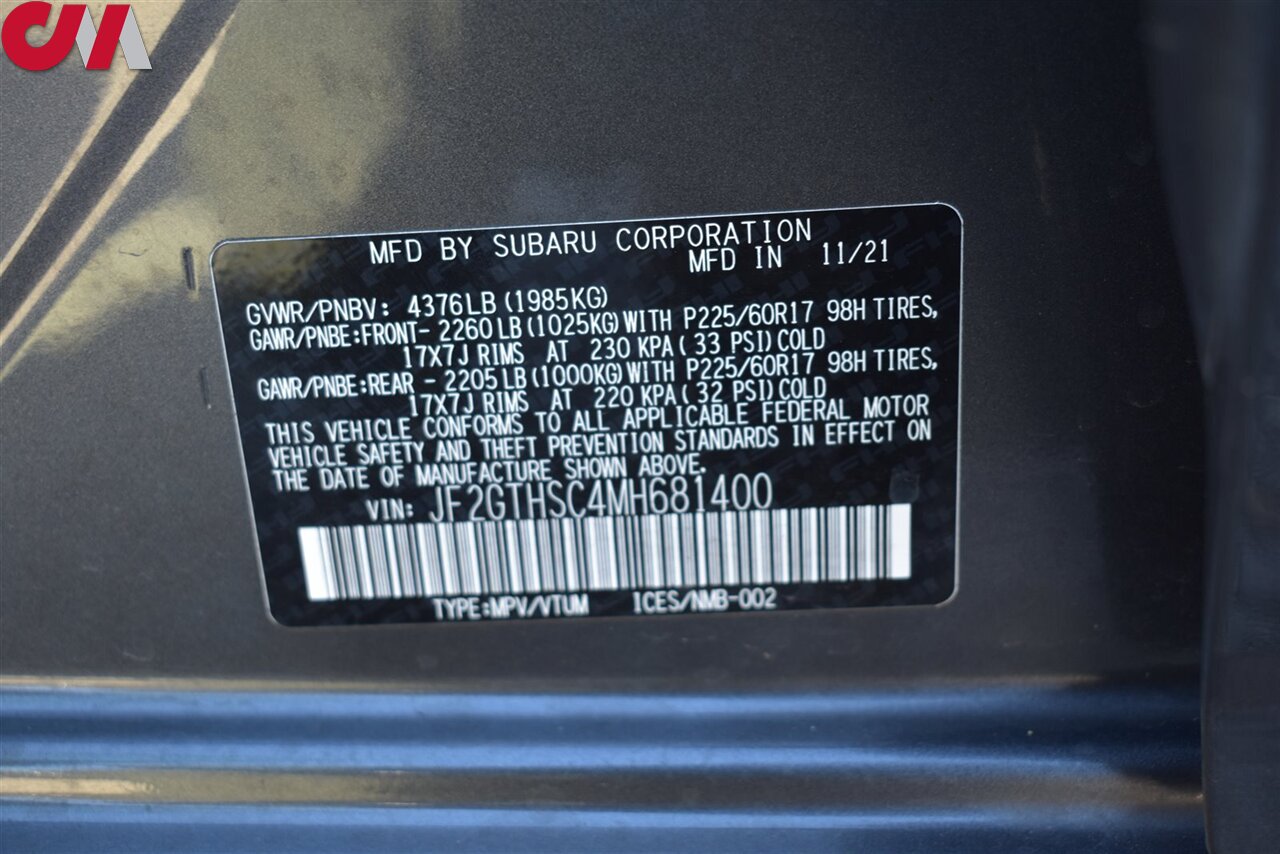 CM
MFD BY SUBARU CORPORATION
MFD IN 11/21
GVWR/PNBV: 4376LB (1985KG)
GAWR/PNBE:FRONT- 2260LB (1025KG) WITH P225/60R17 98H TIRES,
17X7J RIMS AT 230 KPA( 33 PSI)COLD
GAWR/PNBE:REAR - 2205LB (1000KG) WITH P225/60R17 98H TIRES,
17X7J RIMS AT 220 KPA( 32 PSI)COLD
THIS VEHICLE CONFORMS TO ALL APPLICABLE FEDERAL MOTOR
VEHICLE SAFETY AND THEFT PREVENTION STANDARDS IN EFFECT ON
THE DATE OF MANUFACTURE SHOWN ABOVE.
VIN: JF2GTHSC4MH681400
TYPE:MPV/VTUM ICES/NMB-002